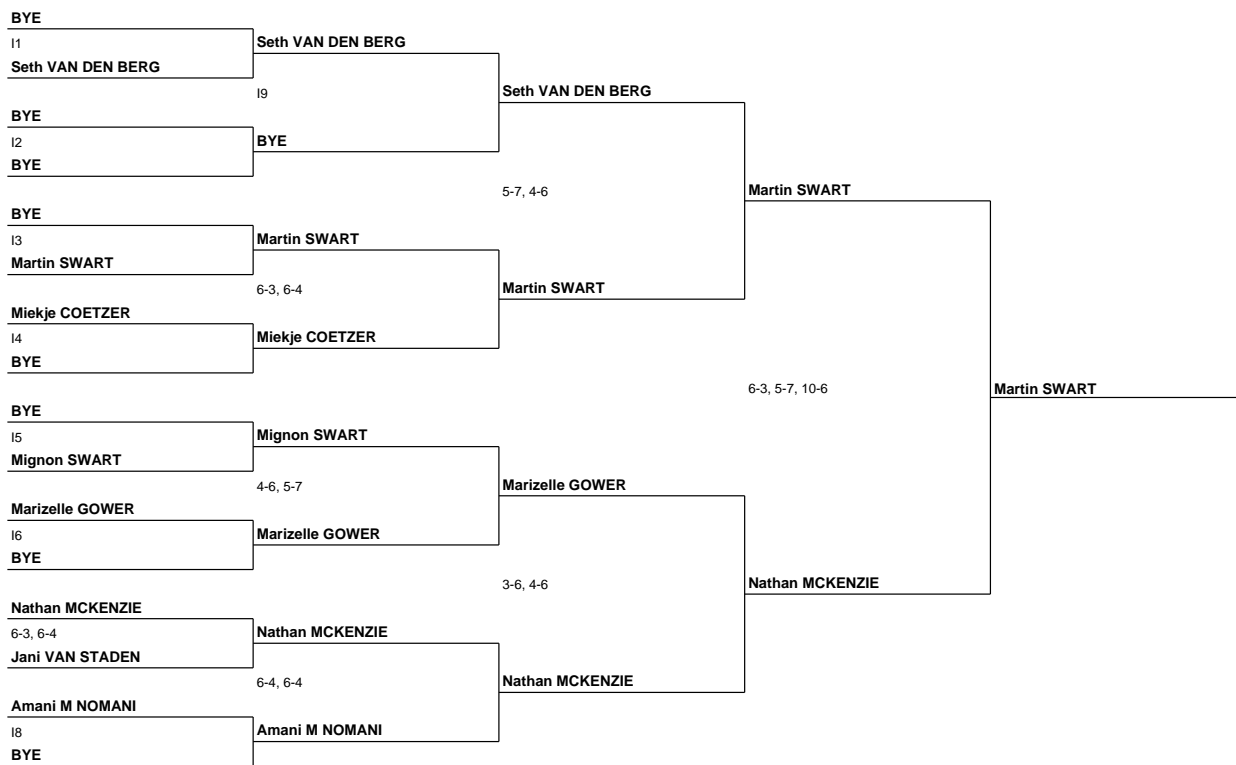 BYE
I1
Seth VAN DEN BERG
BYE
I2
BYE
BYE
I3
Martin SWART
Miekje COETZER
I4
BYE
BYE
I5
Mignon SWART
Marizelle GOWER
I6
BYE
Nathan MCKENZIE
6-3, 6-4
Jani VAN STADEN
Amani M NOMANI
I8
BYE
Seth VAN DEN BERG
I9
BYE
Martin SWART
6-3, 6-4
Miekje COETZER
Mignon SWART
4-6, 5-7
Marizelle GOWER
Nathan MCKENZIE
6-4, 6-4
Amani M NOMANI
Seth VAN DEN BERG
5-7, 4-6
Martin SWART
Marizelle GOWER
3-6, 4-6
Nathan MCKENZIE
Martin SWART
6-3, 5-7, 10-6
Nathan MCKENZIE
Martin SWART